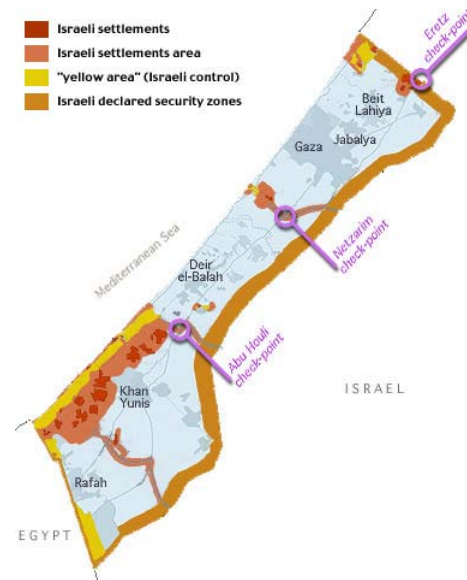 Israeli settlements
Israeli settlements area
"yellow area" (Israeli control)
Israeli declared security zones
Eretz
check-point
Beit
Lahiya
Jabalya
Gaza
Netzarim
check-point
Mediterranean Sea
Deir
el-Balah
Abu Houli
check-point
ISRAEL
Khan
Yunis
Rafah
EGYPT